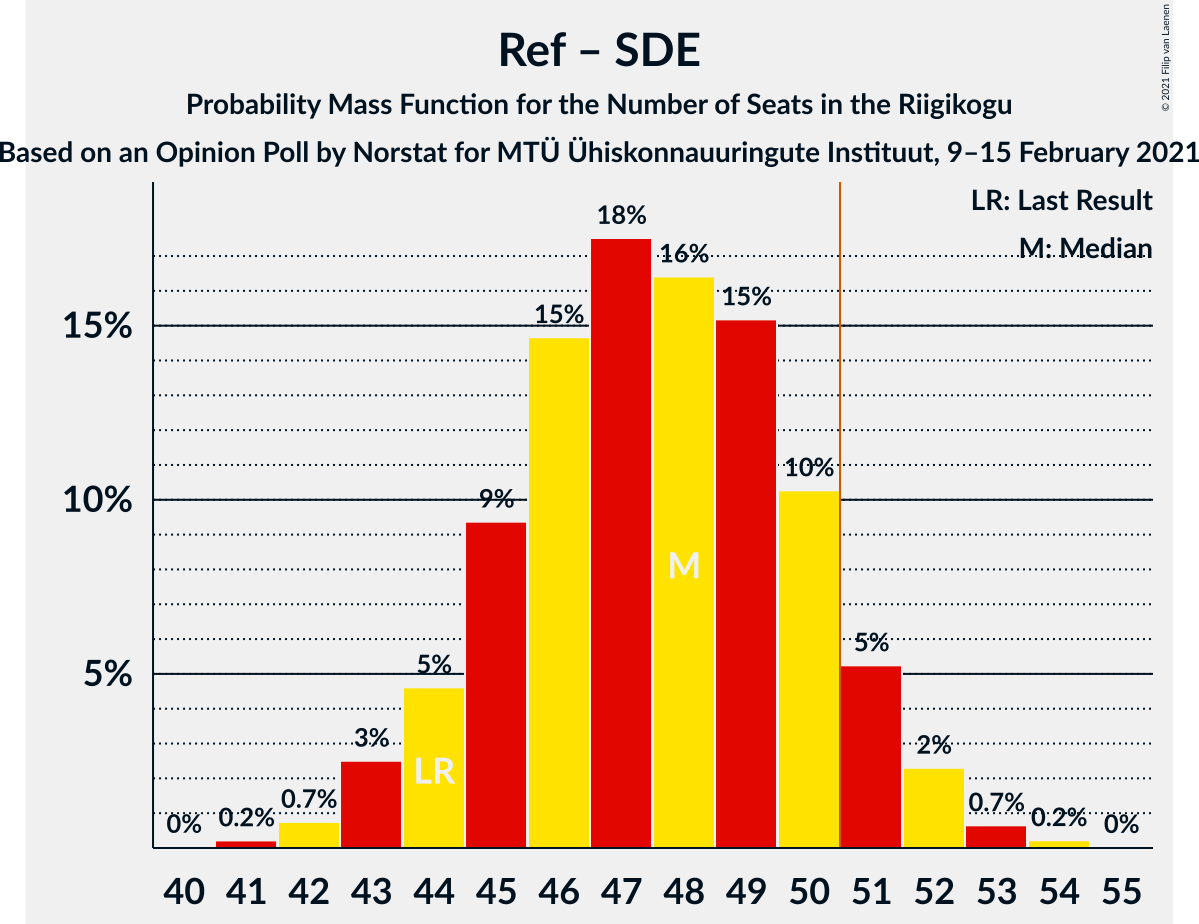 Ref – SDE
Probability Mass Function for the Number of Seats in the Riigikogu
Based on an Opinion Poll by Norstat for MTÜ Ühiskonnauuringute Instituut, 9–15 February 2021
© 2021 Filip van Laenen
LR: Last Result
M: Median
15%
10%
5%
0%
0.2%
0.7%
3%
5%
9%
15%
18%
16%
15%
10%
5%
2%
0.7%
0.2%
0%
LR
M
40 41 42 43 44 45 46 47 48 49 50 51 52 53 54 55